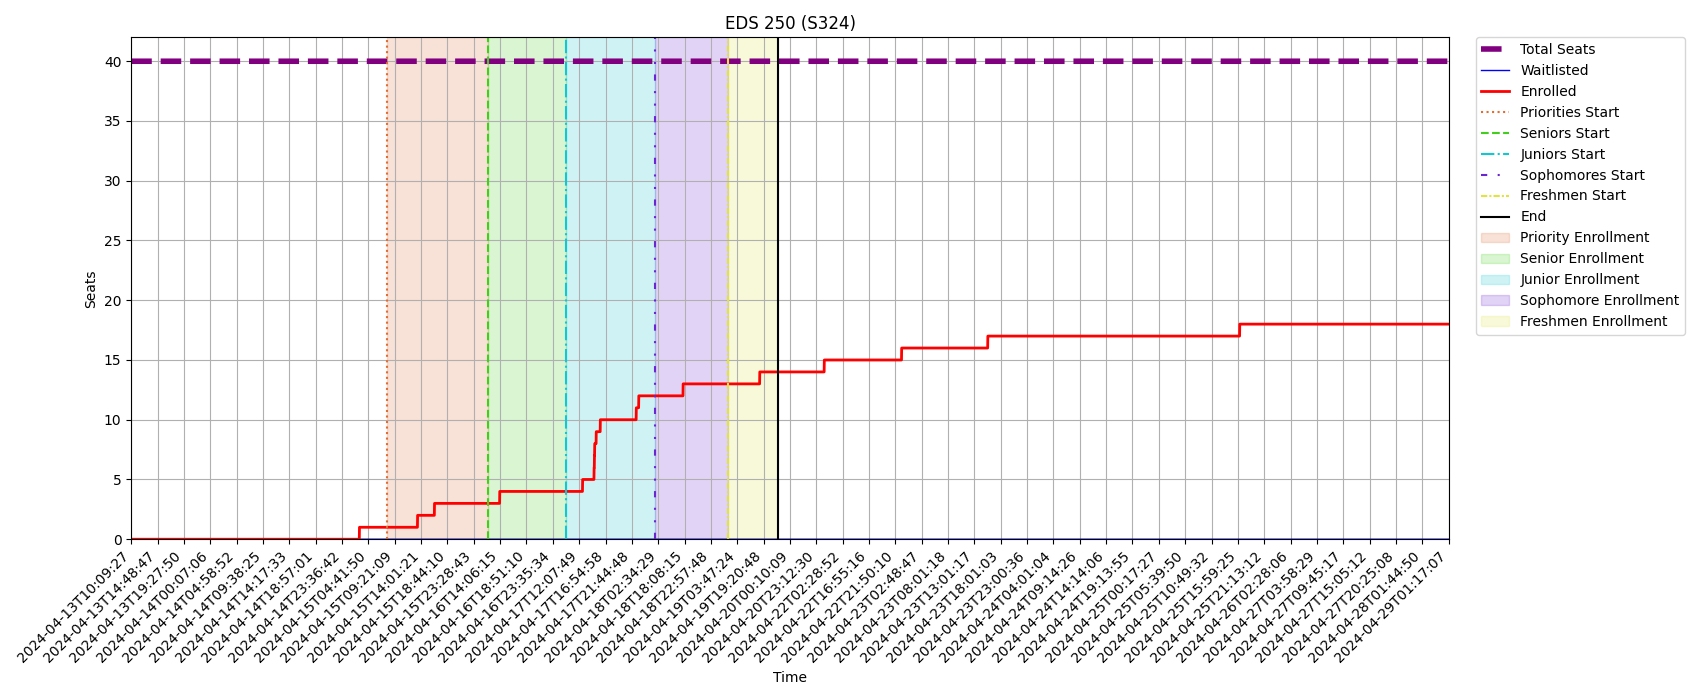 EDS 250 (S324)
Seats
40
35
30
25
20
15
10
5
0
2024-04-13T10:09:27
2024-04-13T14:48:47
2024-04-13T19:27:50
2024-04-14T00:07:06
2024-04-14T04:58:52
2024-04-14T09:38:25
2024-04-14T14:17:33
2024-04-14T18:57:01
2024-04-14T23:36:42
2024-04-15T04:41:50
2024-04-15T09:21:09
2024-04-15T14:01:21
2024-04-15T18:44:10
2024-04-15T23:28:43
2024-04-16T14:06:15
2024-04-16T18:51:10
2024-04-16T23:35:34
2024-04-17T12:07:49
2024-04-17T16:54:58
2024-04-17T21:44:48
2024-04-18T02:34:29
2024-04-18T18:08:15
2024-04-18T22:57:48
2024-04-19T03:47:24
2024-04-19T19:20:48
2024-04-20T00:10:09
2024-04-20T23:12:30
2024-04-22T02:28:52
2024-04-22T16:55:16
2024-04-22T21:50:10
2024-04-23T02:48:47
2024-04-23T08:01:18
2024-04-23T13:01:17
2024-04-23T18:01:03
2024-04-23T23:00:36
2024-04-24T04:01:04
2024-04-24T09:14:26
2024-04-24T14:14:06
2024-04-24T19:13:55
2024-04-25T00:17:27
2024-04-25T05:39:50
2024-04-25T10:49:32
2024-04-25T15:59:25
2024-04-25T21:13:12
2024-04-26T02:28:06
2024-04-27T03:58:29
2024-04-27T09:45:17
2024-04-27T15:05:12
2024-04-27T20:25:08
2024-04-28T01:44:50
2024-04-29T01:17:07
Time
Total Seats
Waitlisted
Enrolled
Priorities Start
Seniors Start
Juniors Start
Sophomores Start
Freshmen Start
End
Priority Enrollment
Senior Enrollment
Junior Enrollment
Sophomore Enrollment
Freshmen Enrollment